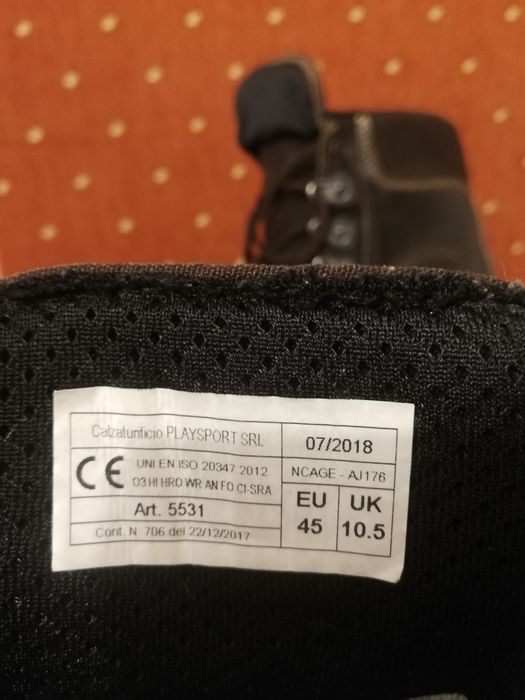 Calzaturificio PLAYSPORT SRL
07/2018
CE
UNI EN ISO 20347:2012
O3 HI HRO WR AN FO CI-SRA
NCAGE - AJ176
Art. 5531
EU
45
UK
10.5
Cont. N. 706 del 22/12/2017